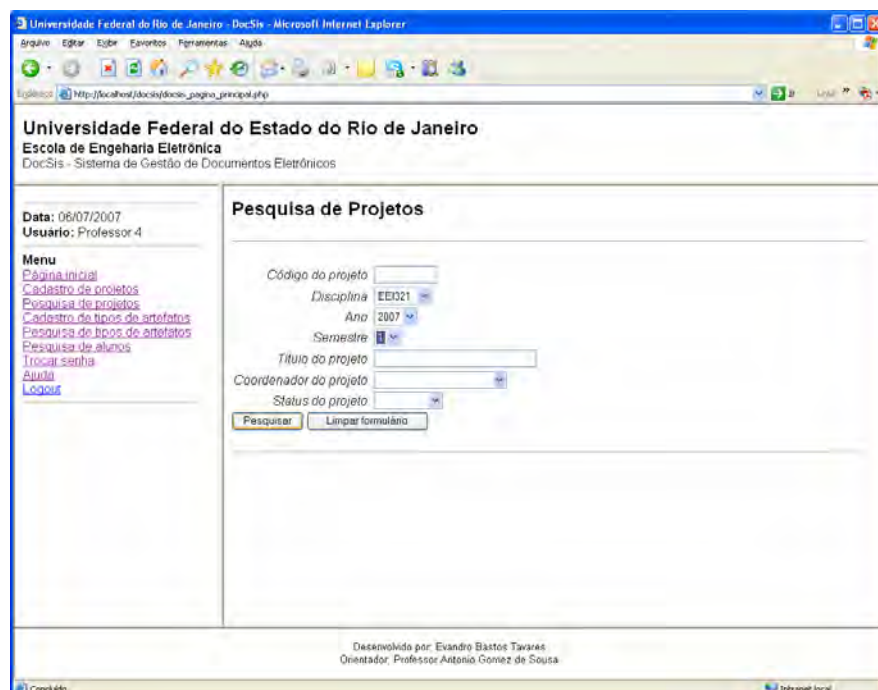 Universidade Federal do Rio de Janeiro - DocSis - Microsoft Internet Explorer
Arquivo Editar Exibir Favoritos Ferramentas Ajuda
Endereço http://localhost/docsis/docsis_pagina_principal.php
Universidade Federal do Estado do Rio de Janeiro
Escola de Engenharia Eletrônica
DocSis - Sistema de Gestão de Documentos Eletrônicos
Data: 06/07/2007
Usuário: Professor 4
Menu
Página inicial
Cadastro de projetos
Pesquisa de projetos
Cadastro de tipos de artefatos
Pesquisa de tipos de artefatos
Pesquisa de alunos
Trocar senha
Ajuda
Logout
Pesquisa de Projetos
Código do projeto
Disciplina EEI321
Ano 2007
Semestre 1
Título do projeto
Coordenador do projeto
Status do projeto
Pesquisar Limpar formulário
Desenvolvido por: Evandro Bastos Tavares
Orientador: Professor Antonio Gomez de Sousa
Concluído Intranet local